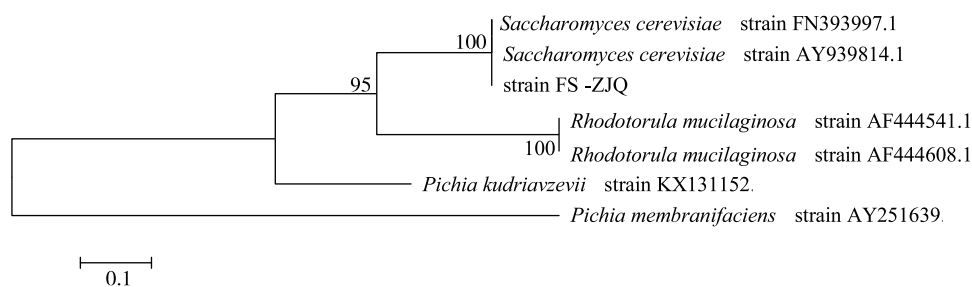 Saccharomyces cerevisiae strain FN393997.1
100
Saccharomyces cerevisiae strain AY939814.1
strain FS -ZJQ
95
Rhodotorula mucilaginosa strain AF444541.1
100
Rhodotorula mucilaginosa strain AF444608.1
Pichia kudriavzevii strain KX131152.
Pichia membranifaciens strain AY251639.
0.1